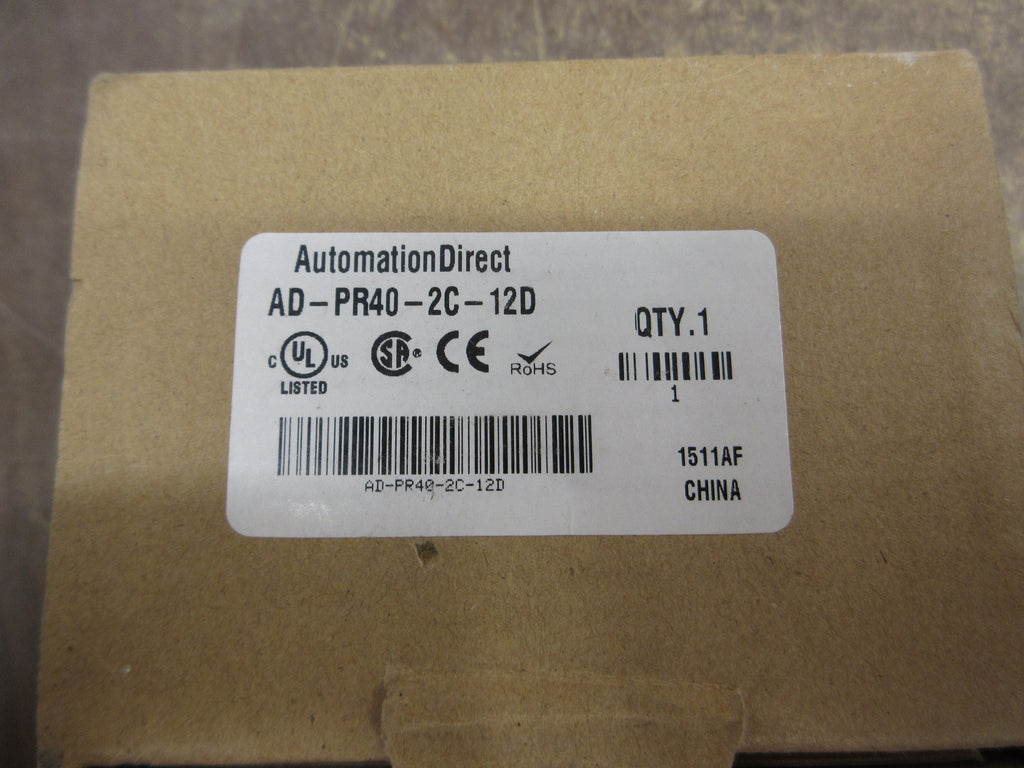 AutomationDirect
AD-PR40-2C-12D
QTY.1
C UL US LISTED SA ® CE RoHS
1
AD-PR40-2C-12D
1511AF
CHINA